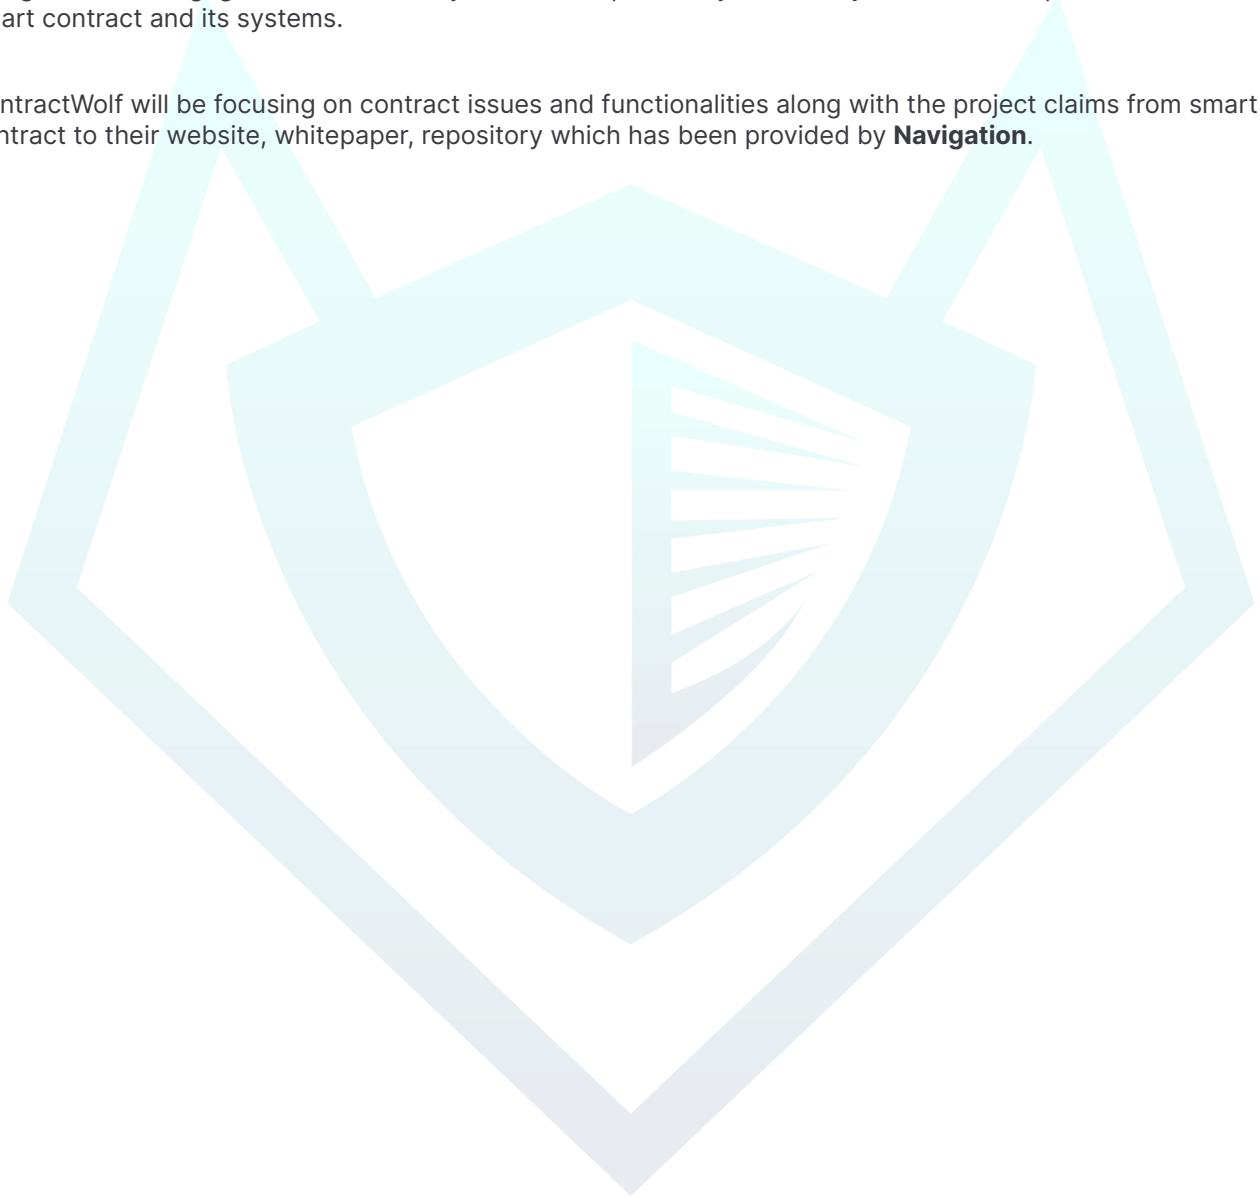 art contract and its systems.
ntractWolf will be focusing on contract issues and functionalities along with the project claims from smart
ntract to their website, whitepaper, repository which has been provided by Navigation.